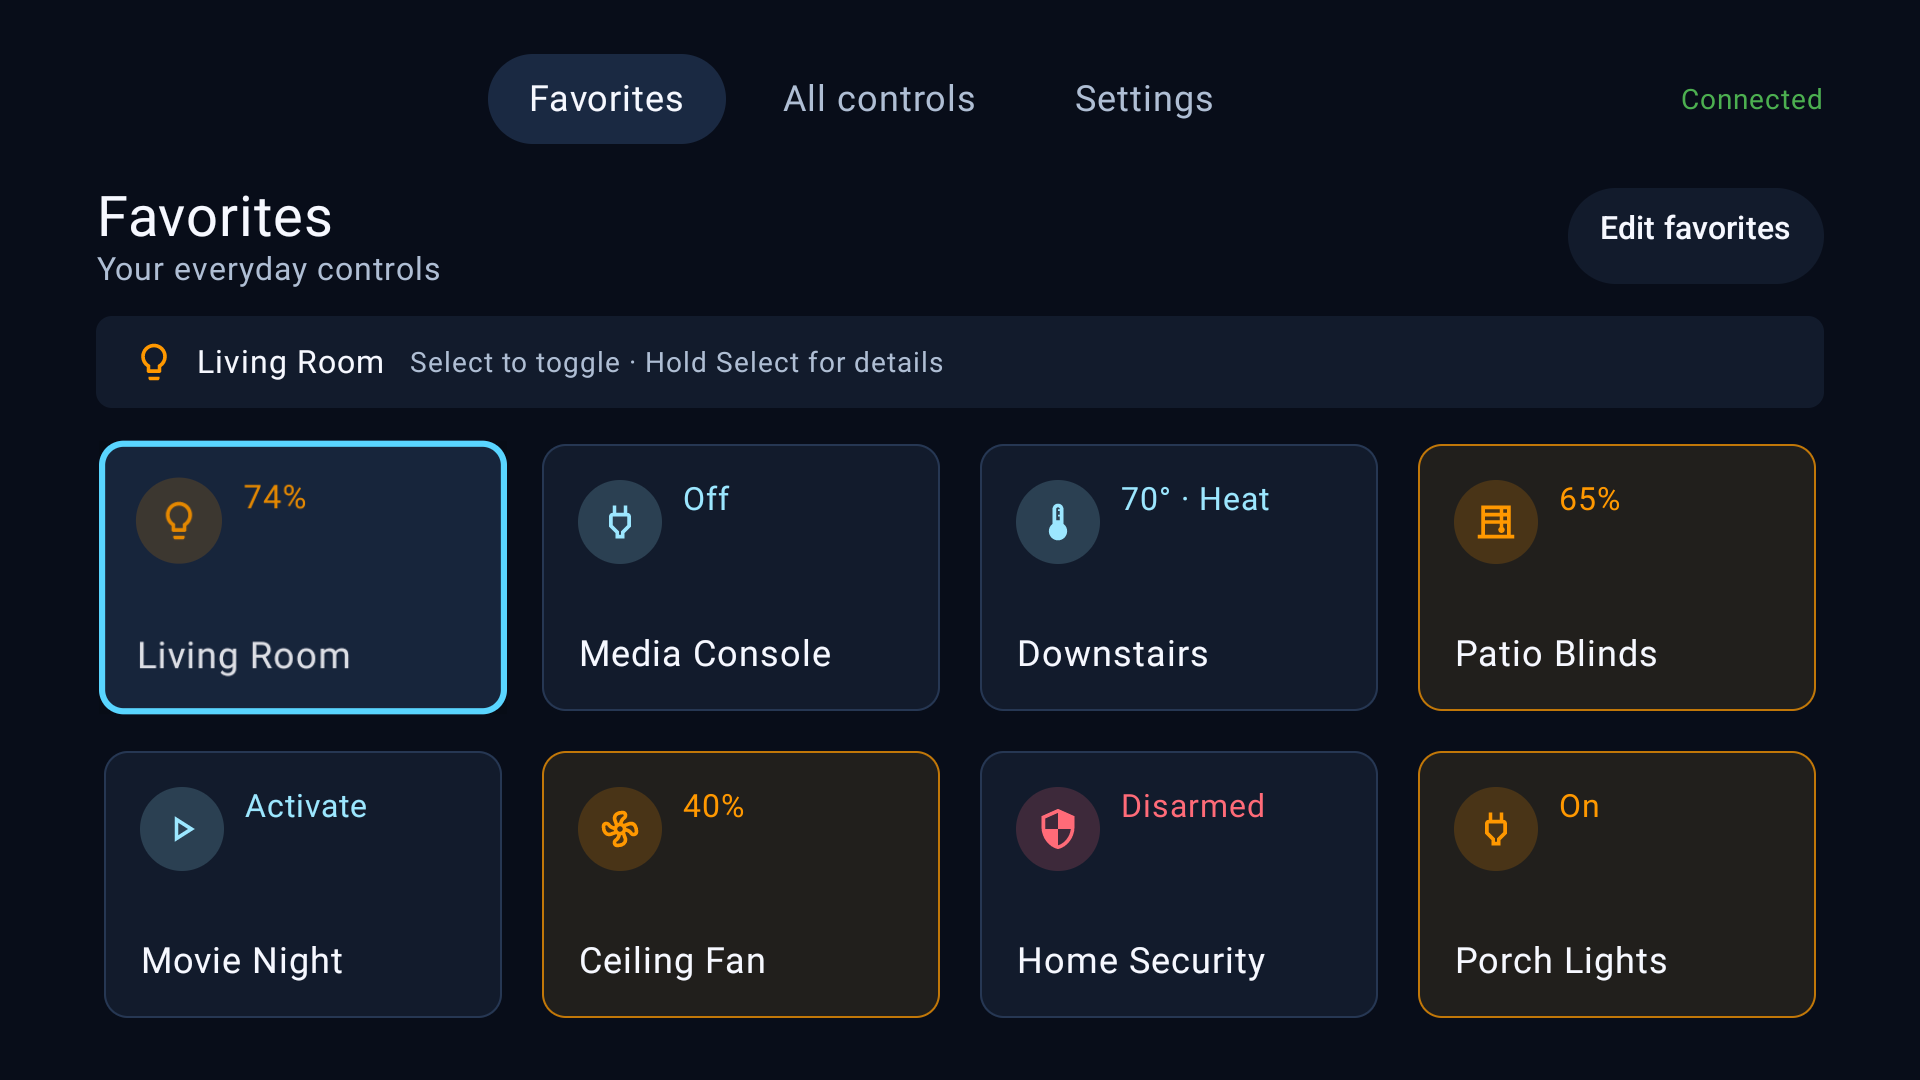 Favorites
All controls
Settings
Connected
Favorites
Your everyday controls
Edit favorites
Living Room
Select to toggle · Hold Select for details
74%
Living Room
Off
Media Console
70° · Heat
Downstairs
65%
Patio Blinds
Activate
Movie Night
40%
Ceiling Fan
Disarmed
Home Security
On
Porch Lights